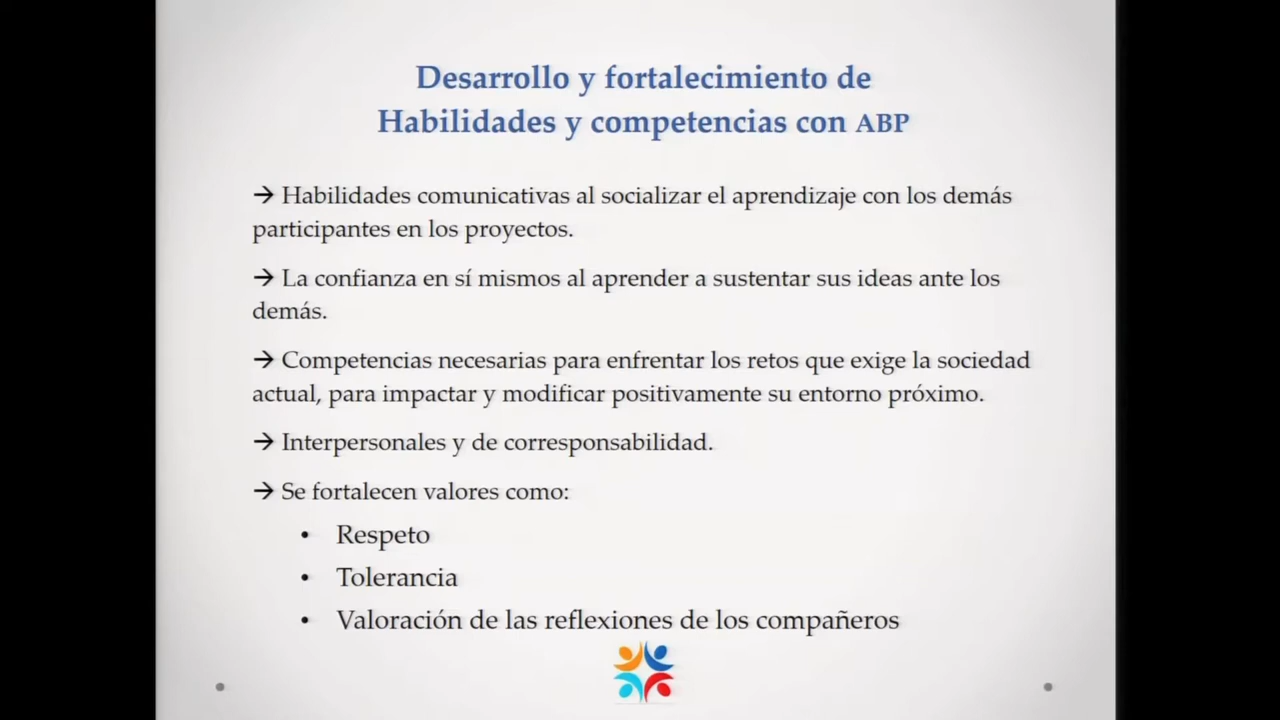 Desarrollo y fortalecimiento de
Habilidades y competencias con ABP
→ Habilidades comunicativas al socializar el aprendizaje con los demás
participantes en los proyectos.
→ La confianza en sí mismos al aprender a sustentar sus ideas ante los
demás.
→ Competencias necesarias para enfrentar los retos que exige la sociedad
actual, para impactar y modificar positivamente su entorno próximo.
→ Interpersonales y de corresponsabilidad.
→ Se fortalecen valores como:
• Respeto
• Tolerancia
• Valoración de las reflexiones de los compañeros